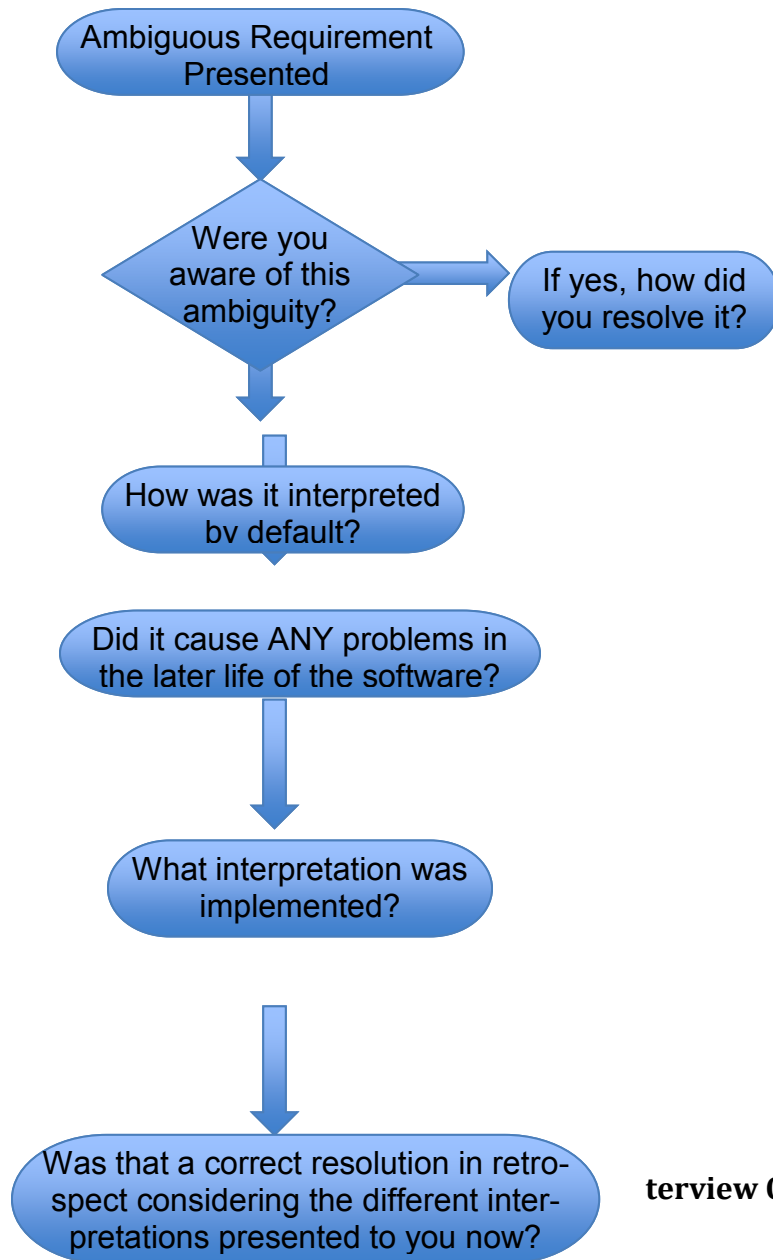 Ambiguous Requirement
Presented
Were you
aware of this
ambiguity?
If yes, how did
you resolve it?
How was it interpreted
by default?
Did it cause ANY problems in
the later life of the software?
What interpretation was
implemented?
Was that a correct resolution in retro-
spect considering the different inter-
pretations presented to you now?
terview